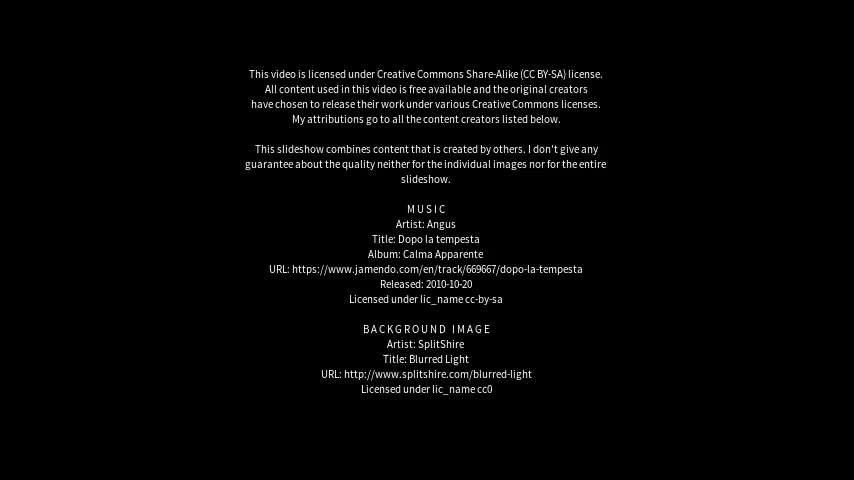 This video is licensed under Creative Commons Share-Alike (CC BY-SA) license.
All content used in this video is free available and the original creators
have chosen to release their work under various Creative Commons licenses.
My attributions go to all the content creators listed below.
This slideshow combines content that is created by others. I don't give any
guarantee about the quality neither for the individual images nor for the entire
slideshow.
MUSIC
Artist: Angus
Title: Dopo la tempesta
Album: Calma Apparente
URL: https://www.jamendo.com/en/track/669667/dopo-la-tempesta
Released: 2010-10-20
Licensed under lic_name cc-by-sa
BACKGROUND IMAGE
Artist: SplitShire
Title: Blurred Light
URL: http://www.splitshire.com/blurred-light
Licensed under lic_name cc0